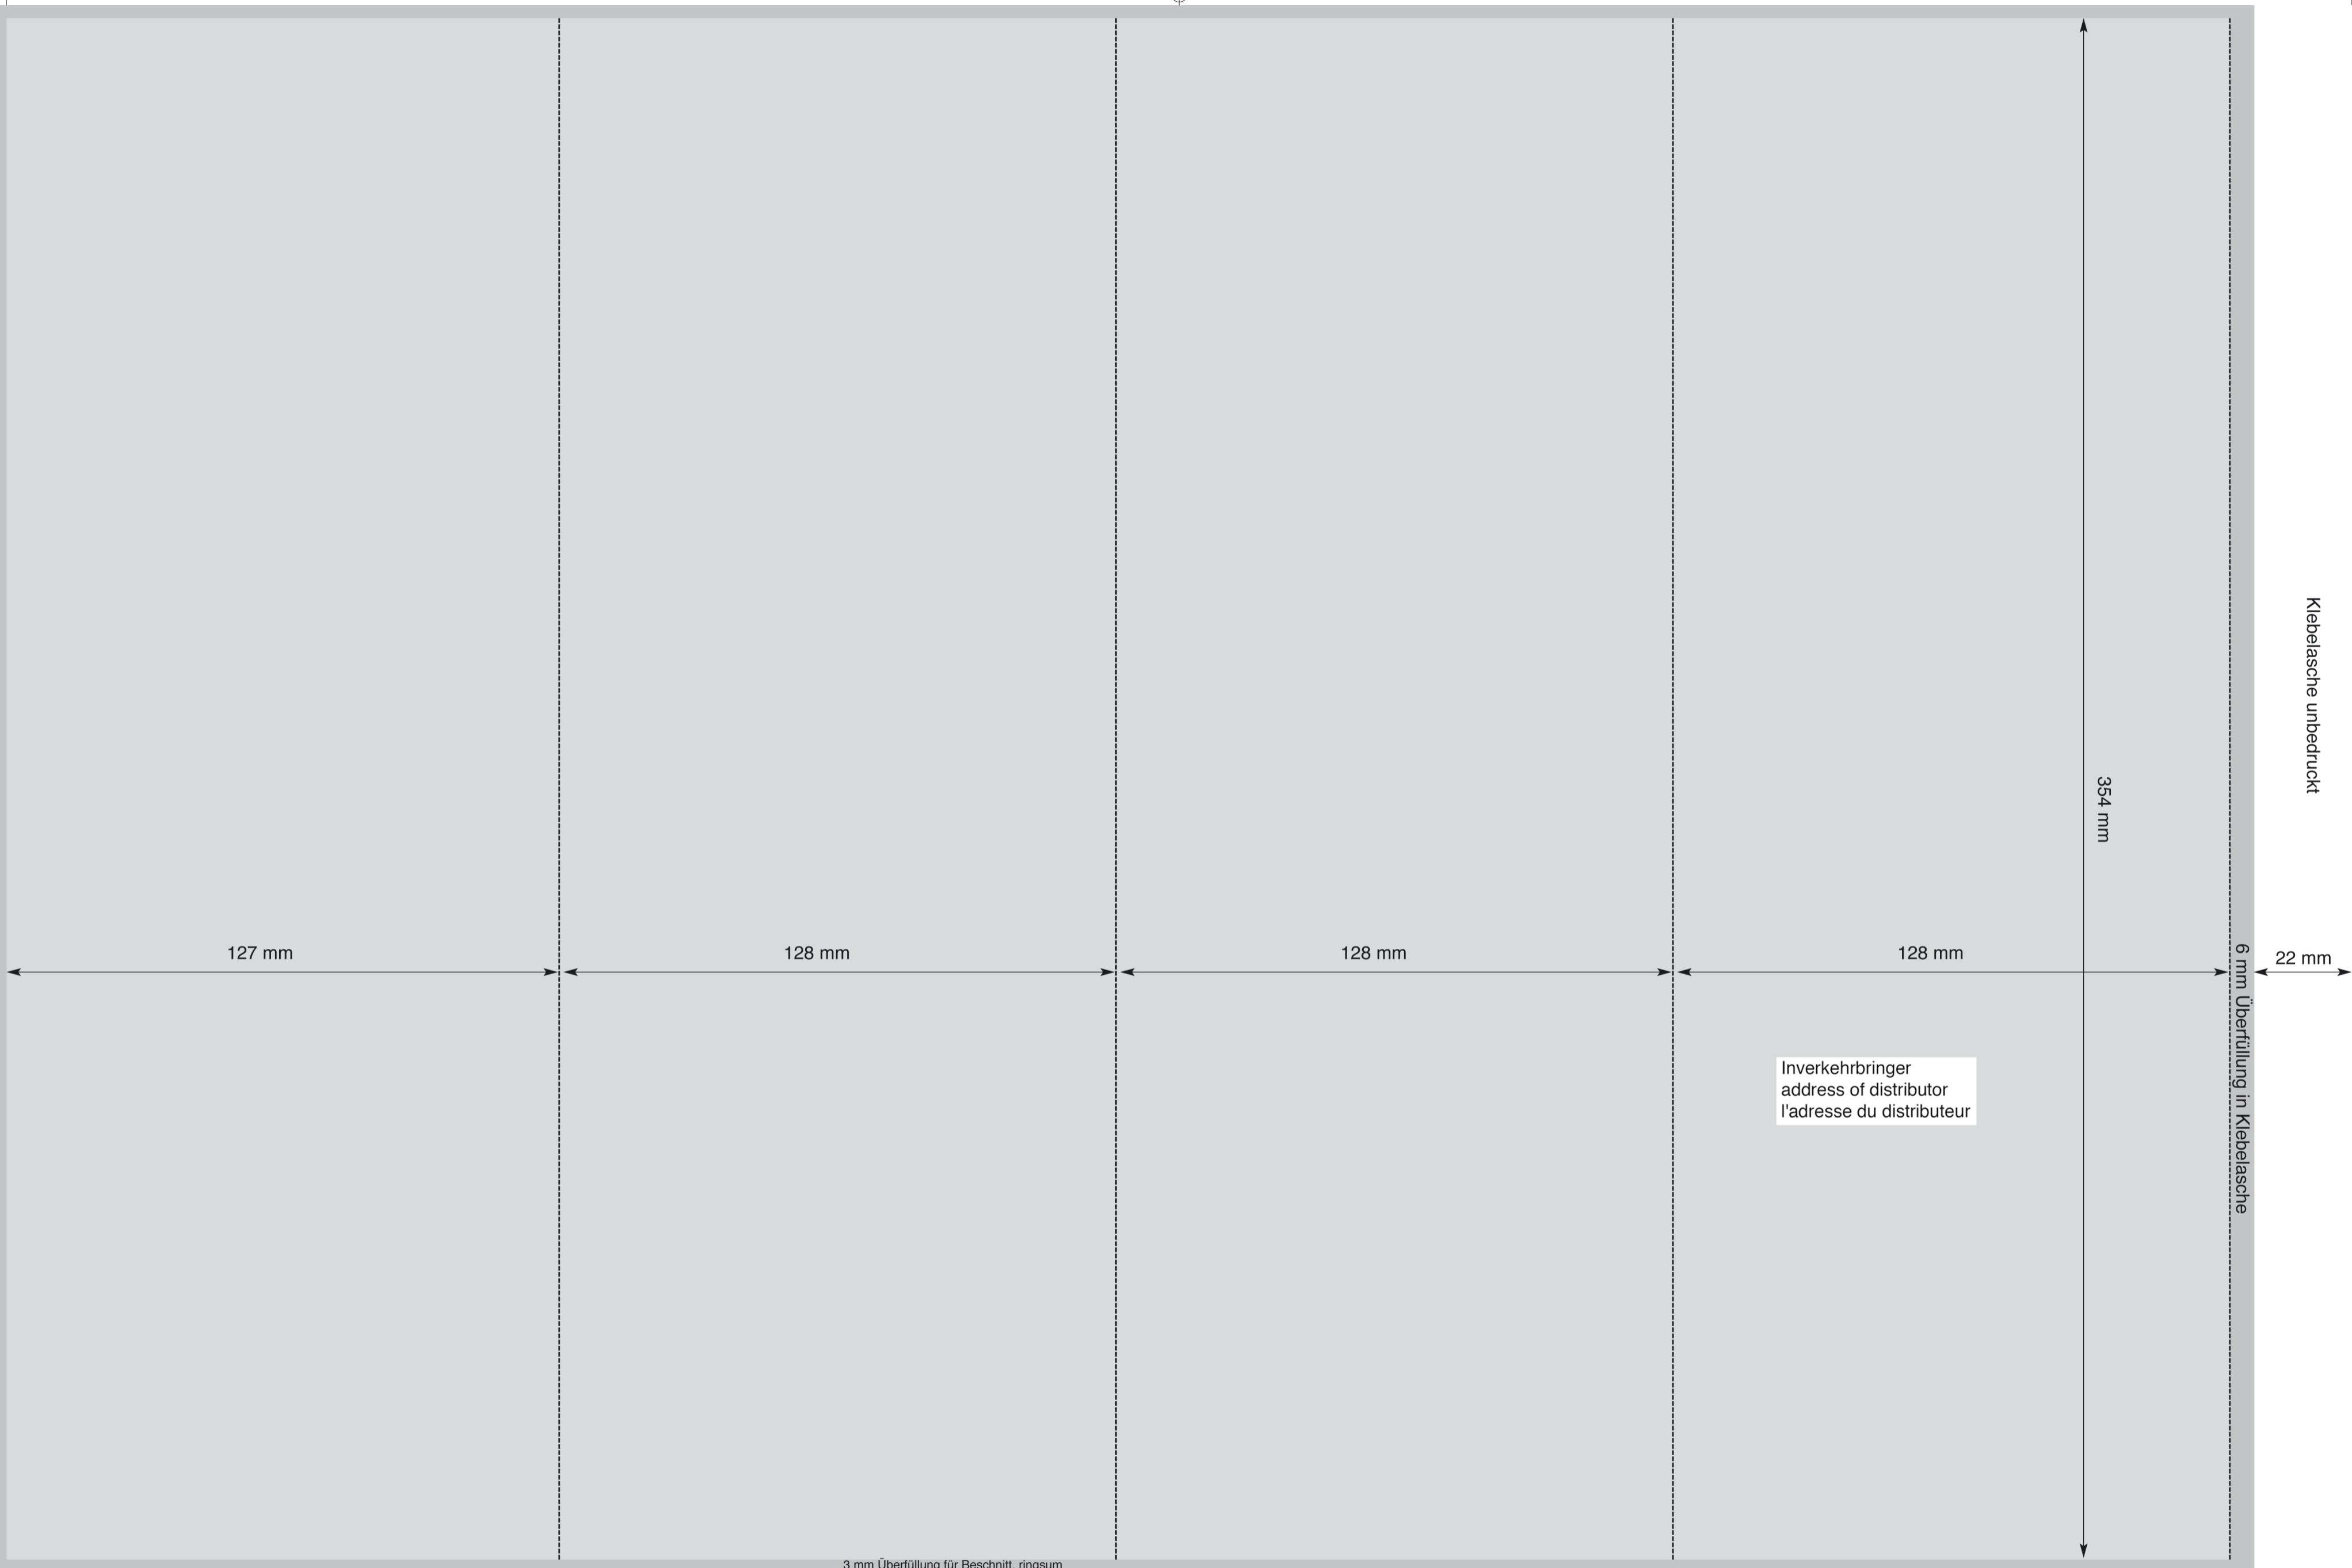 Klebelasche unbedruckt
354 mm
127 mm
128 mm
128 mm
128 mm
22 mm
6 mm Überfüllung in Klebelasche
Inverkehrbringer
address of distributor
l'adresse du distributeur
3 mm Überfüllung für Beschnitt, ringsum